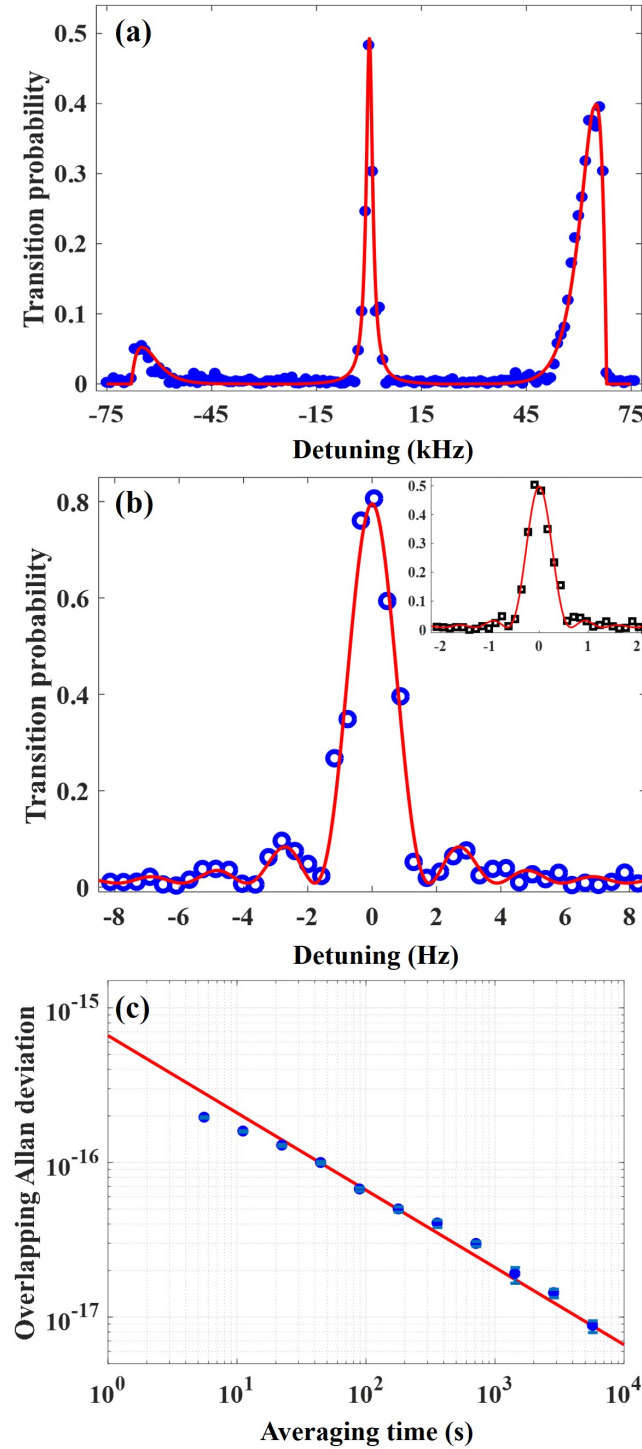 (a)
Transition probability
0.5
0.4
0.3
0.2
0.1
0
-75 -45 -15 15 45 75
Detuning (kHz)
(b)
Transition probability
0.8
0.6
0.4
0.2
0
-8 -6 -4 -2 0 2 4 6 8
Detuning (Hz)
0.5
0.4
0.3
0.2
0.1
0
-2 -1 0 1 2
(c)
Overlapping Allan deviation
10^-15
10^-16
10^-17
10^0 10^1 10^2 10^3 10^4
Averaging time (s)